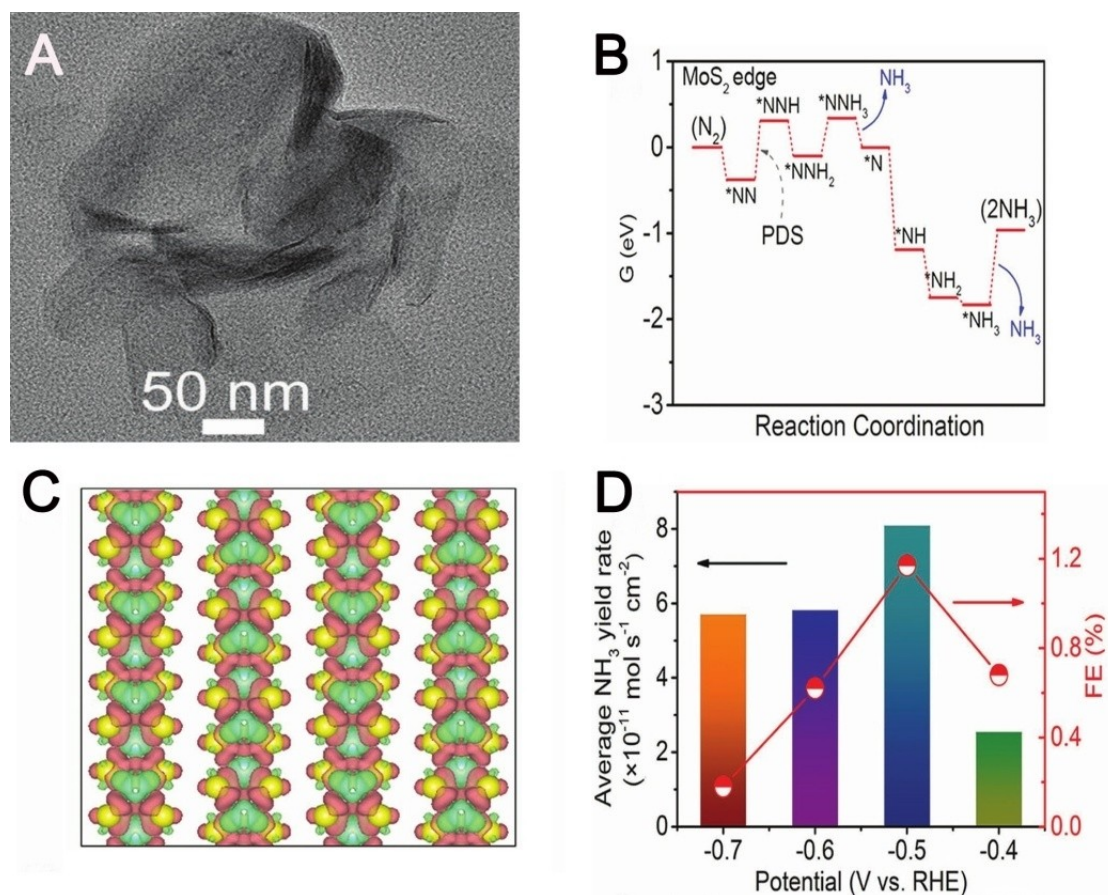 A
50 nm
B
MoS₂ edge
1
0
-1
-2
-3
G (eV)
(N₂)
*NN
*NNH
PDS
*NNH₂
*NNH₃
NH₃
*N
*NH
*NH₂
*NH₃
(2NH₃)
NH₃
Reaction Coordination
C
D
Average NH₃ yield rate
(×10⁻¹¹ mol s⁻¹ cm⁻²)
8
6
4
2
0
1.2
0.8
0.4
0.0
FE (%)
-0.7 -0.6 -0.5 -0.4
Potential (V vs. RHE)